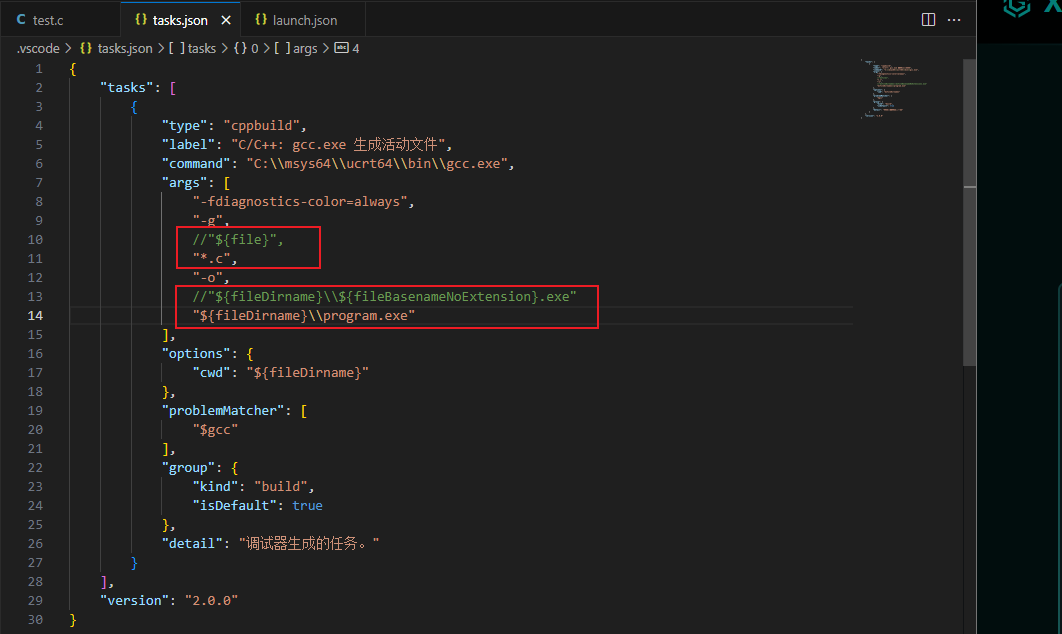 test.c
tasks.json
launch.json
.vscode > tasks.json > [ ] tasks > {} 0 > [ ] args > abc 4
1 {
2 "tasks": [
3 {
4 "type": "cppbuild",
5 "label": "C/C++: gcc.exe 生成活动文件",
6 "command": "C:\\msys64\\ucrt64\\bin\\gcc.exe",
7 "args": [
8 "-fdiagnostics-color=always",
9 "-g",
10 //"${file}",
11 "*.c",
12 "-o",
13 //"${fileDirname}\\${fileBasenameNoExtension}.exe"
14 "${fileDirname}\\program.exe"
15 ],
16 "options": {
17 "cwd": "${fileDirname}"
18 },
19 "problemMatcher": [
20 "$gcc"
21 ],
22 "group": {
23 "kind": "build",
24 "isDefault": true
25 },
26 "detail": "调试器生成的任务。"
27 }
28 ],
29 "version": "2.0.0"
30 }